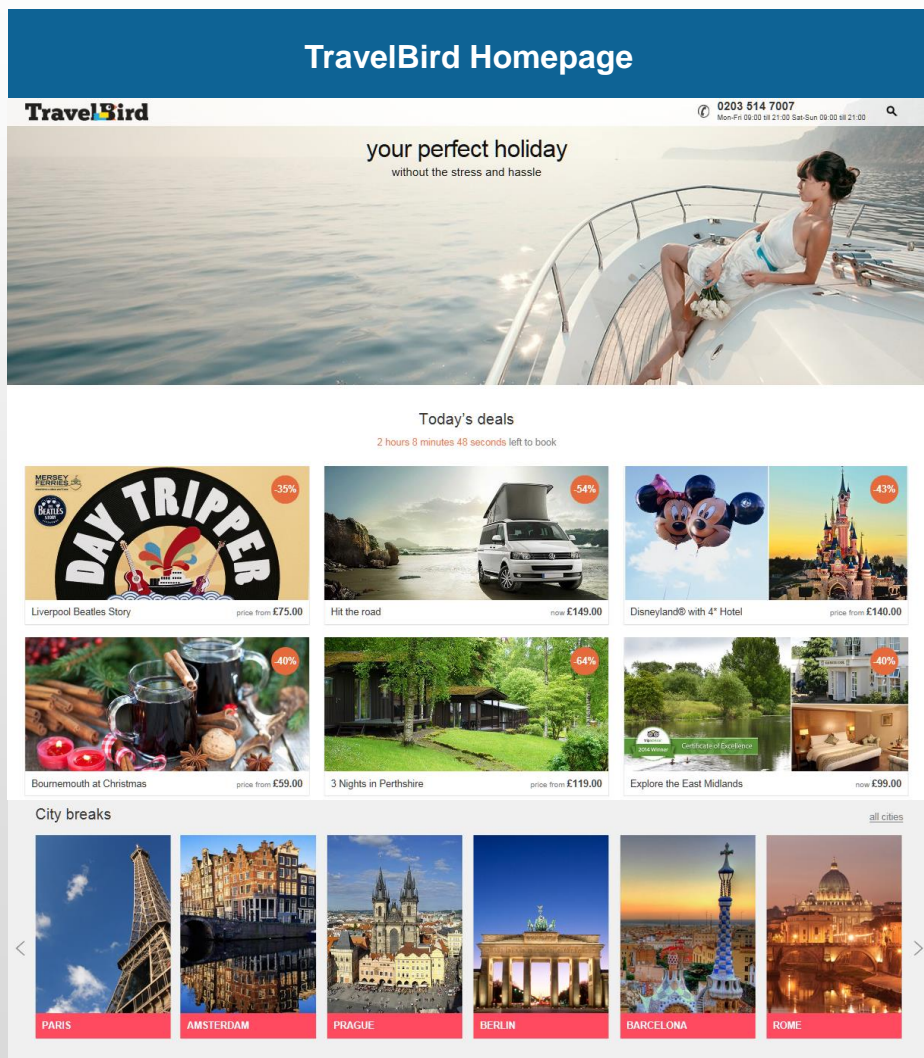 TravelBird Homepage
TravelBird
0203 514 7007
Mon-Fri 09:00 till 21:00 Sat-Sun 09:00 till 21:00
your perfect holiday
without the stress and hassle
Today's deals
2 hours 8 minutes 48 seconds left to book
MERSEY FERRIES
BEATLES STORY
DAY TRIPPER
-35%
-54%
-43%
Liverpool Beatles Story price from £75.00
Hit the road now £149.00
Disneyland® with 4* Hotel price from £140.00
-40%
-64%
-40%
2014 Winner Certificate of Excellence
Bournemouth at Christmas price from £59.00
3 Nights in Perthshire price from £119.00
Explore the East Midlands now £99.00
City breaks
all cities
PARIS
AMSTERDAM
PRAGUE
BERLIN
BARCELONA
ROME